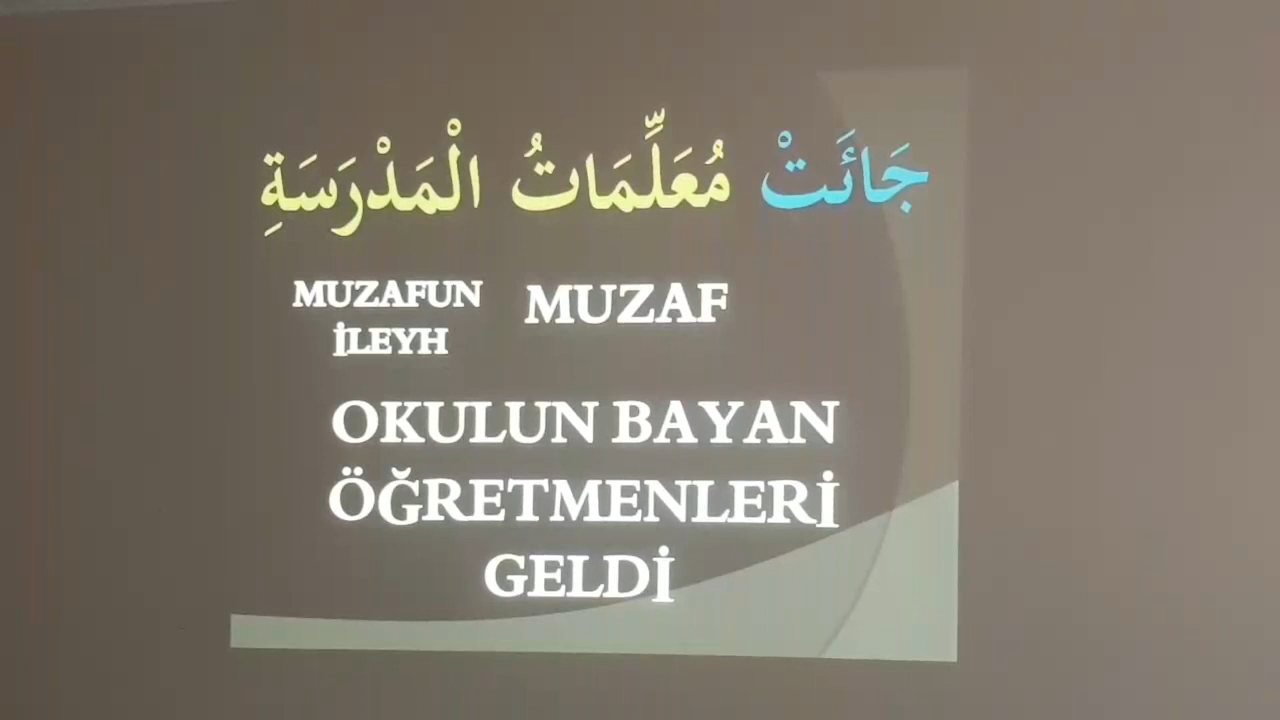 جَائَتْ مُعَلِّمَاتُ الْمَدْرَسَةِ
MUZAFUN İLEYH
MUZAF
OKULUN BAYAN
ÖĞRETMENLERİ
GELDİ